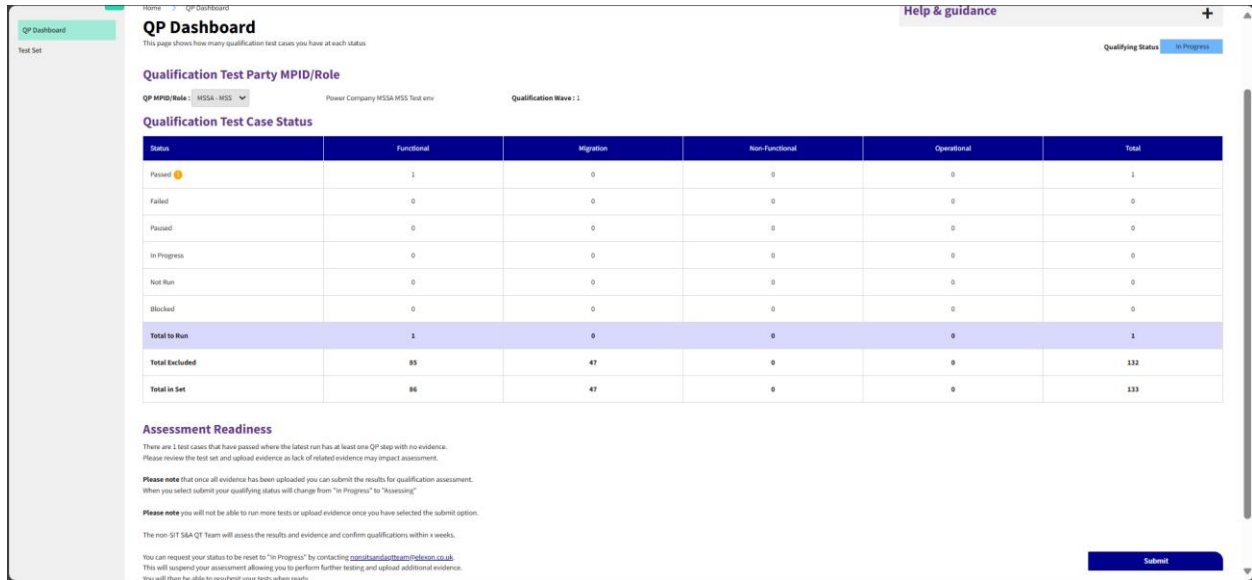 Home > QP Dashboard
Help & guidance +
QP Dashboard
QP Dashboard
Test Set
This page shows how many qualification test cases you have at each status
Qualifying Status In Progress
Qualification Test Party MPID/Role
QP MPID/Role : MSSA - MSS Power Company MSSA MSS Test env Qualification Wave : 1
Qualification Test Case Status
Status Functional Migration Non-Functional Operational Total
Passed ! 1 0 0 0 1
Failed 0 0 0 0 0
Paused 0 0 0 0 0
In Progress 0 0 0 0 0
Not Run 0 0 0 0 0
Blocked 0 0 0 0 0
Total to Run 1 0 0 0 1
Total Excluded 85 47 0 0 132
Total in Set 86 47 0 0 133
Assessment Readiness
There are 1 test cases that have passed where the latest run has at least one QP step with no evidence.
Please review the test set and upload evidence as lack of related evidence may impact assessment.
Please note that once all evidence has been uploaded you can submit the results for qualification assessment.
When you select submit your qualifying status will change from "In Progress" to "Assessing"
Please note you will not be able to run more tests or upload evidence once you have selected the submit option.
The non-SIT S&A QT Team will assess the results and evidence and confirm qualifications within x weeks.
You can request your status to be reset to "In Progress" by contacting nonsitsandaqtteam@elexon.co.uk.
This will suspend your assessment allowing you to perform further testing and upload additional evidence.
You will then be able to resubmit your tests when ready
Submit